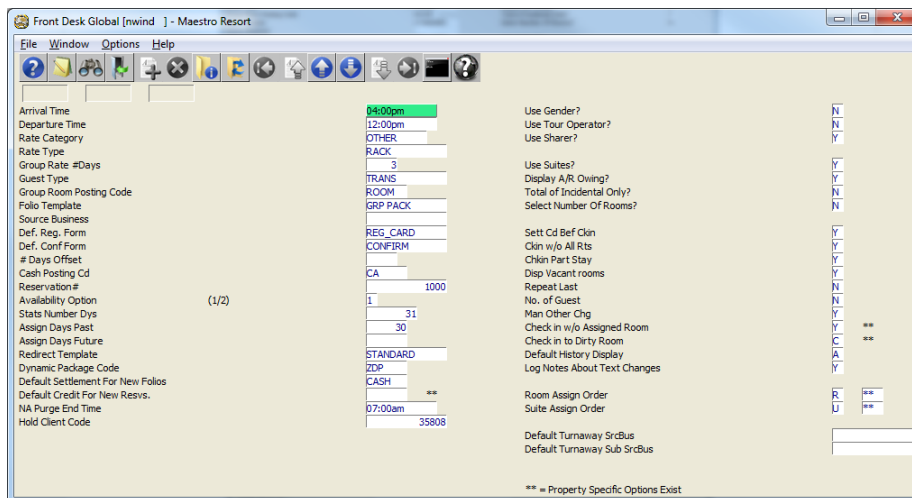 Front Desk Global [nwind ] - Maestro Resort
File Window Options Help
Arrival Time 04:00pm Use Gender? N
Departure Time 12:00pm Use Tour Operator? N
Rate Category OTHER Use Sharer? Y
Rate Type RACK
Group Rate #Days 3 Use Suites? Y
Guest Type TRANS Display A/R Owing? Y
Group Room Posting Code ROOM Total of Incidental Only? N
Folio Template GRP PACK Select Number Of Rooms? N
Source Business
Def. Reg. Form REG_CARD Sett Cd Bef Ckin Y
Def. Conf Form CONFIRM Ckin w/o All Rts Y
# Days Offset Chkin Part Stay Y
Cash Posting Cd CA Disp Vacant rooms Y
Reservation# 1000 Repeat Last N
Availability Option (1/2) 1 No. of Guest N
Stats Number Dys 31 Man Other Chg Y
Assign Days Past 30 Check in w/o Assigned Room Y **
Assign Days Future Check in to Dirty Room C **
Redirect Template STANDARD Default History Display A
Dynamic Package Code ZDP Log Notes About Text Changes Y
Default Settlement For New Folios CASH
Default Credit For New Resvs. ** Room Assign Order R **
NA Purge End Time 07:00am Suite Assign Order U **
Hold Client Code 35808
Default Turnaway SrcBus
Default Turnaway Sub SrcBus
** = Property Specific Options Exist